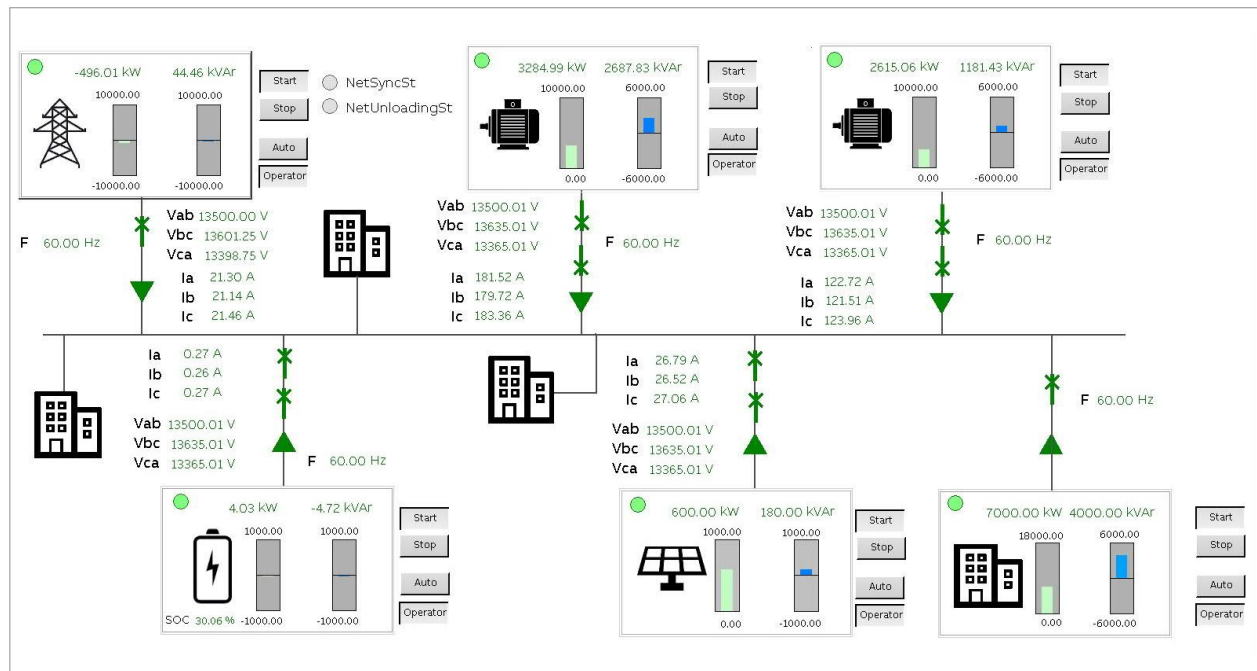 -496.01 kW 44.46 kVAr
10000.00 10000.00
-10000.00 -10000.00
Start
Stop
Auto
Operator
NetSyncSt
NetUnloadingSt
3284.99 kW 2687.83 kVAr
10000.00 6000.00
0.00 -6000.00
Start
Stop
Auto
Operator
2615.06 kW 1181.43 kVAr
10000.00 6000.00
0.00 -6000.00
Start
Stop
Auto
Operator
F 60.00 Hz
Vab 13500.00 V
Vbc 13601.25 V
Vca 13398.75 V
Ia 21.30 A
Ib 21.14 A
Ic 21.46 A
Vab 13500.01 V
Vbc 13635.01 V
Vca 13365.01 V
Ia 181.52 A
Ib 179.72 A
Ic 183.36 A
F 60.00 Hz
Vab 13500.01 V
Vbc 13635.01 V
Vca 13365.01 V
Ia 122.72 A
Ib 121.51 A
Ic 123.96 A
F 60.00 Hz
Ia 0.27 A
Ib 0.26 A
Ic 0.27 A
Vab 13500.01 V
Vbc 13635.01 V
Vca 13365.01 V
F 60.00 Hz
Ia 26.79 A
Ib 26.52 A
Ic 27.06 A
Vab 13500.01 V
Vbc 13635.01 V
Vca 13365.01 V
F 60.00 Hz
4.03 kW -4.72 kVAr
1000.00 1000.00
SOC 30.06 % -1000.00 -1000.00
Start
Stop
Auto
Operator
600.00 kW 180.00 kVAr
1000.00 1000.00
0.00 -1000.00
Start
Stop
Auto
Operator
7000.00 kW 4000.00 kVAr
18000.00 6000.00
0.00 -6000.00
Start
Stop
Auto
Operator